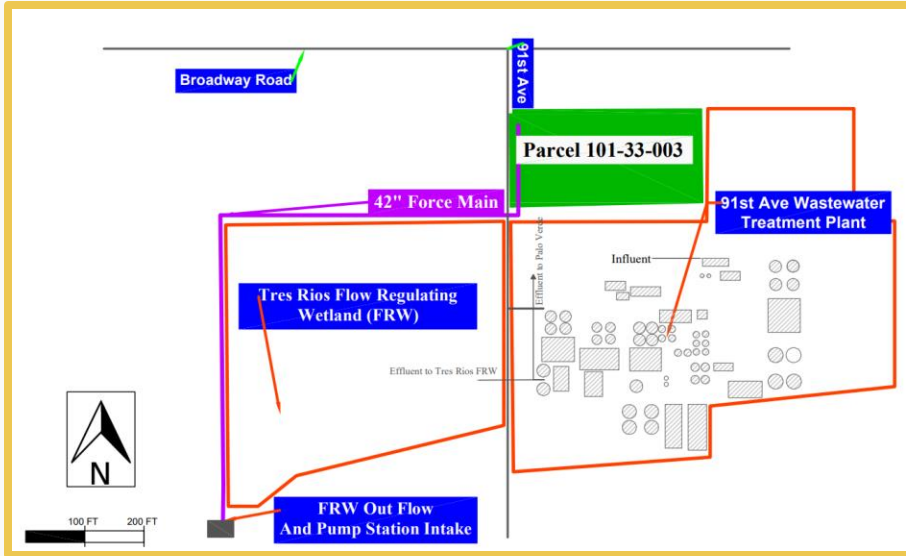 91st Ave
Broadway Road
Parcel 101-33-003
42" Force Main
91st Ave Wastewater
Treatment Plant
Effluent to Palo Verde
Influent
Tres Rios Flow Regulating
Wetland (FRW)
Effluent to Tres Rios FRW
N
FRW Out Flow
And Pump Station Intake
100 FT 200 FT